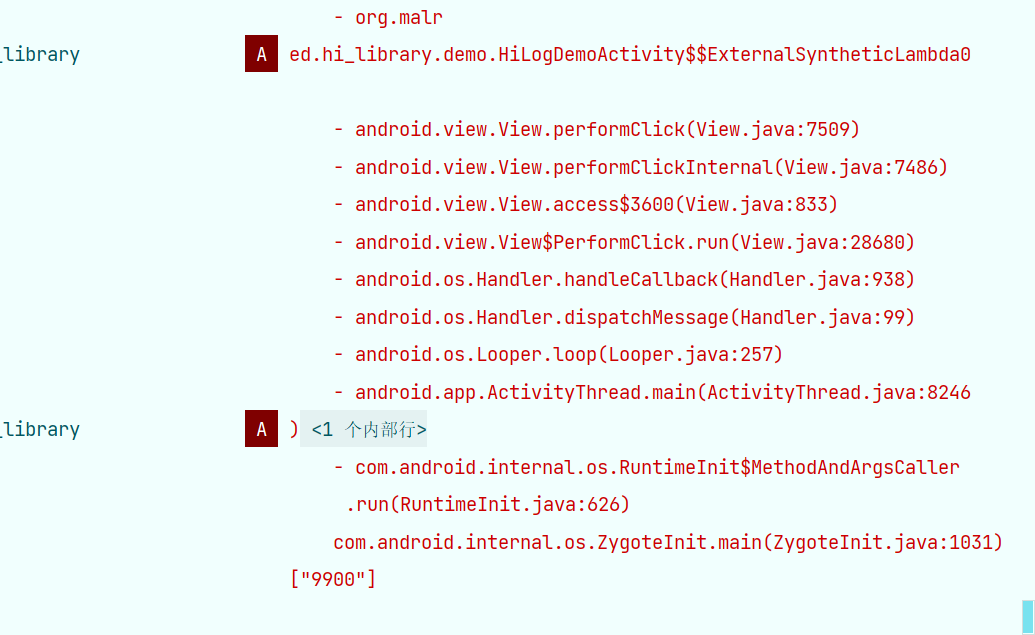 - org.malr
_library A ed.hi_library.demo.HiLogDemoActivity$$ExternalSyntheticLambda0
- android.view.View.performClick(View.java:7509)
- android.view.View.performClickInternal(View.java:7486)
- android.view.View.access$3600(View.java:833)
- android.view.View$PerformClick.run(View.java:28680)
- android.os.Handler.handleCallback(Handler.java:938)
- android.os.Handler.dispatchMessage(Handler.java:99)
- android.os.Looper.loop(Looper.java:257)
- android.app.ActivityThread.main(ActivityThread.java:8246
_library A ) <1 个内部行>
- com.android.internal.os.RuntimeInit$MethodAndArgsCaller
.run(RuntimeInit.java:626)
com.android.internal.os.ZygoteInit.main(ZygoteInit.java:1031)
["9900"]